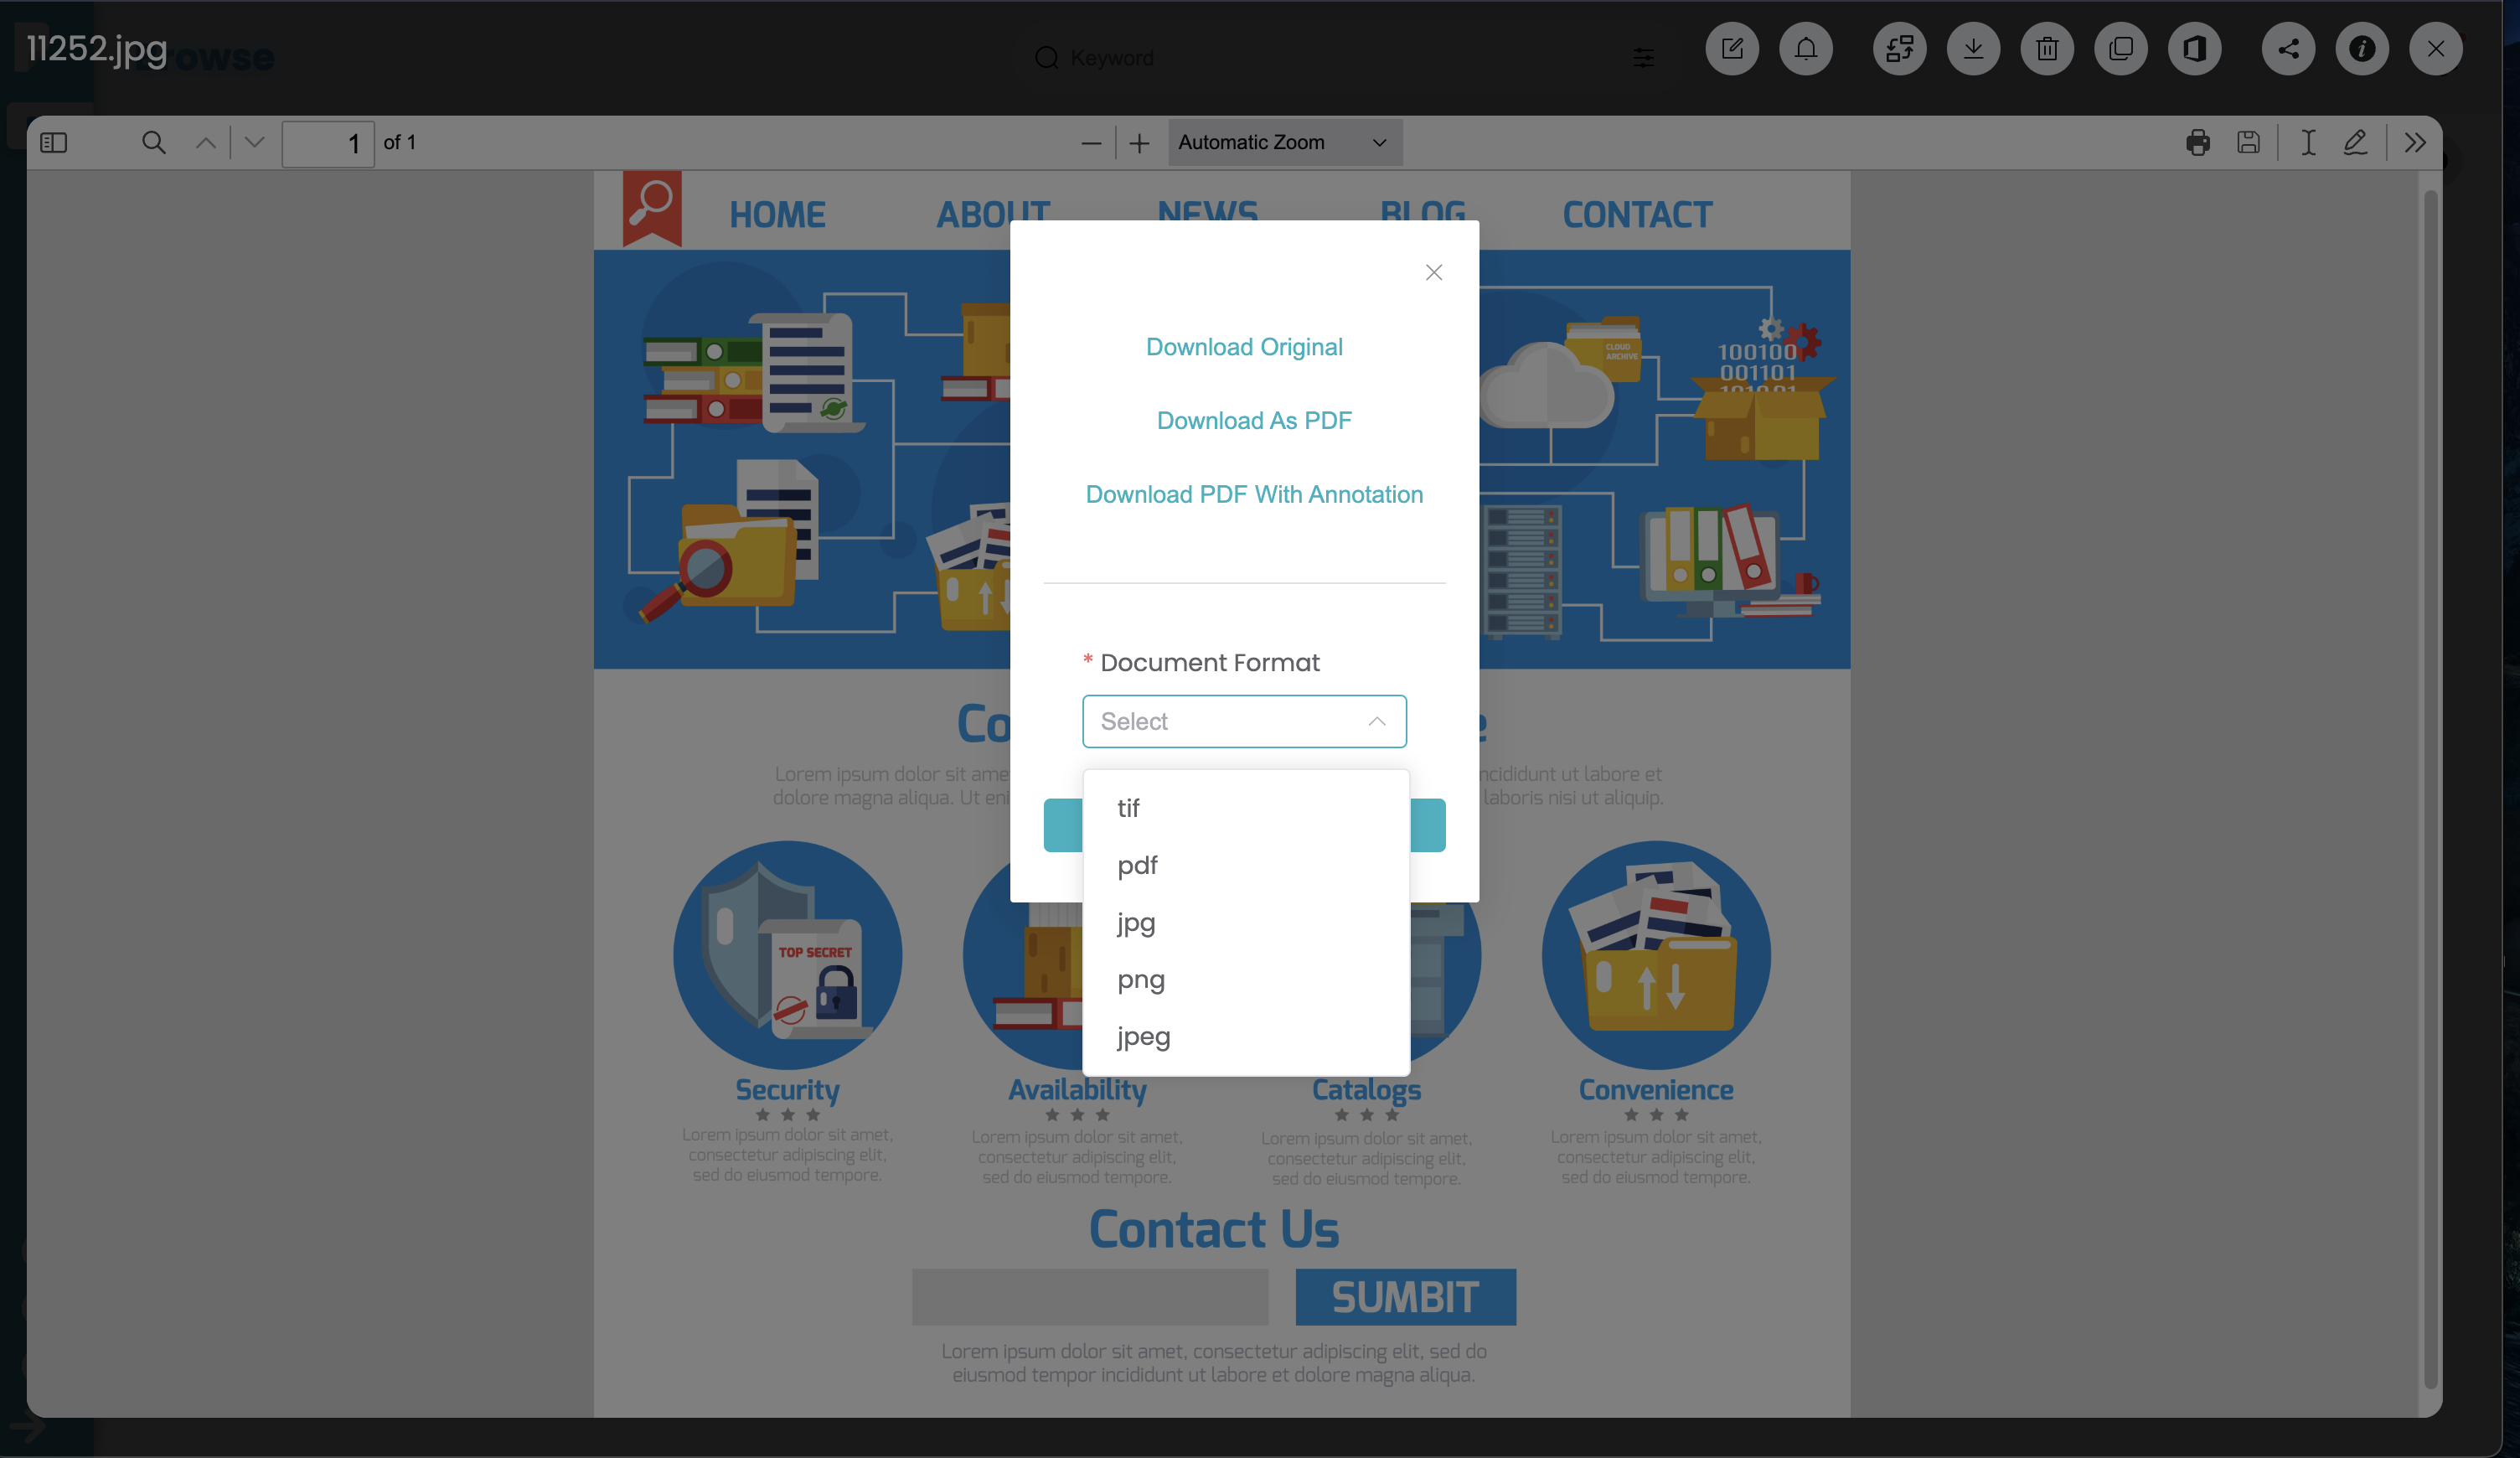 11252.jpg
rowse
Keyword
1 of 1
Automatic Zoom
HOME ABOUT NEWS BLOG CONTACT
CLOUD
ARCHIVE
100100
001101
Download Original
Download As PDF
Download PDF With Annotation
* Document Format
Select
tif
pdf
jpg
png
jpeg
Co
e
Lorem ipsum dolor sit ame
ncididunt ut labore et
dolore magna aliqua. Ut eni
laboris nisi ut aliquip.
TOP SECRET
Security Availability Catalogs Convenience
Lorem ipsum dolor sit amet,
consectetur adipiscing elit,
sed do eiusmod tempore.
Lorem ipsum dolor sit amet,
consectetur adipiscing elit,
sed do eiusmod tempore.
Lorem ipsum dolor sit amet,
consectetur adipiscing elit,
sed do eiusmod tempore.
Lorem ipsum dolor sit amet,
consectetur adipiscing elit,
sed do eiusmod tempore.
Contact Us
SUMBIT
Lorem ipsum dolor sit amet, consectetur adipiscing elit, sed do
eiusmod tempor incididunt ut labore et dolore magna aliqua.